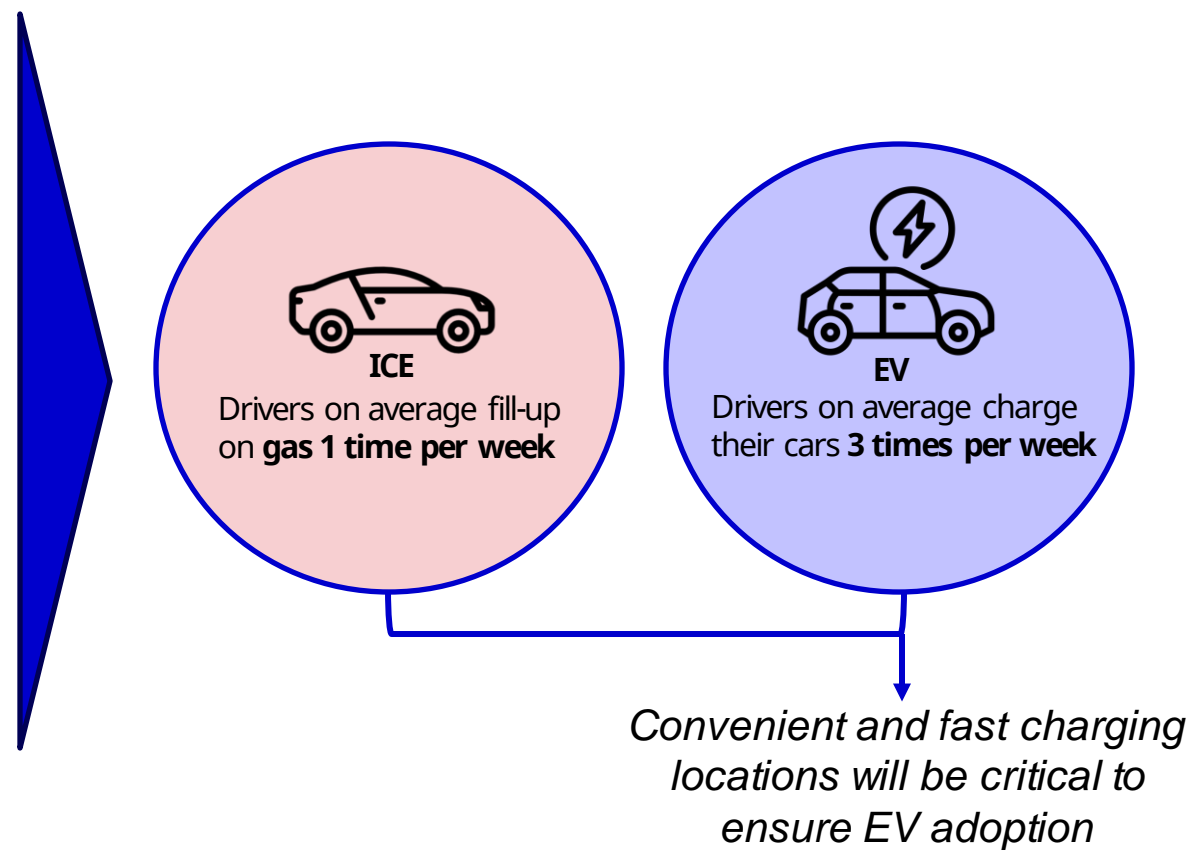 ICE
Drivers on average fill-up
on gas 1 time per week
EV
Drivers on average charge
their cars 3 times per week
Convenient and fast charging
locations will be critical to
ensure EV adoption